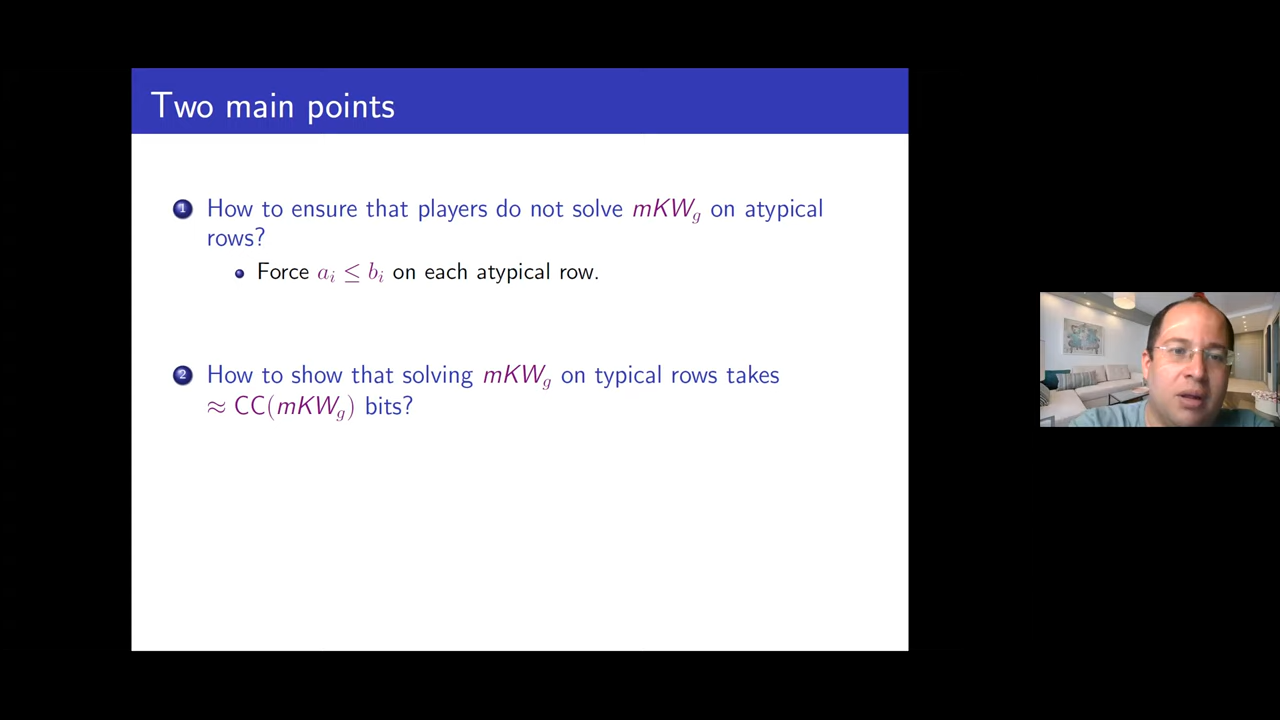 Two main points
1 How to ensure that players do not solve mKW_g on atypical
rows?
Force a_i ≤ b_i on each atypical row.
2 How to show that solving mKW_g on typical rows takes
≈ CC(mKW_g) bits?